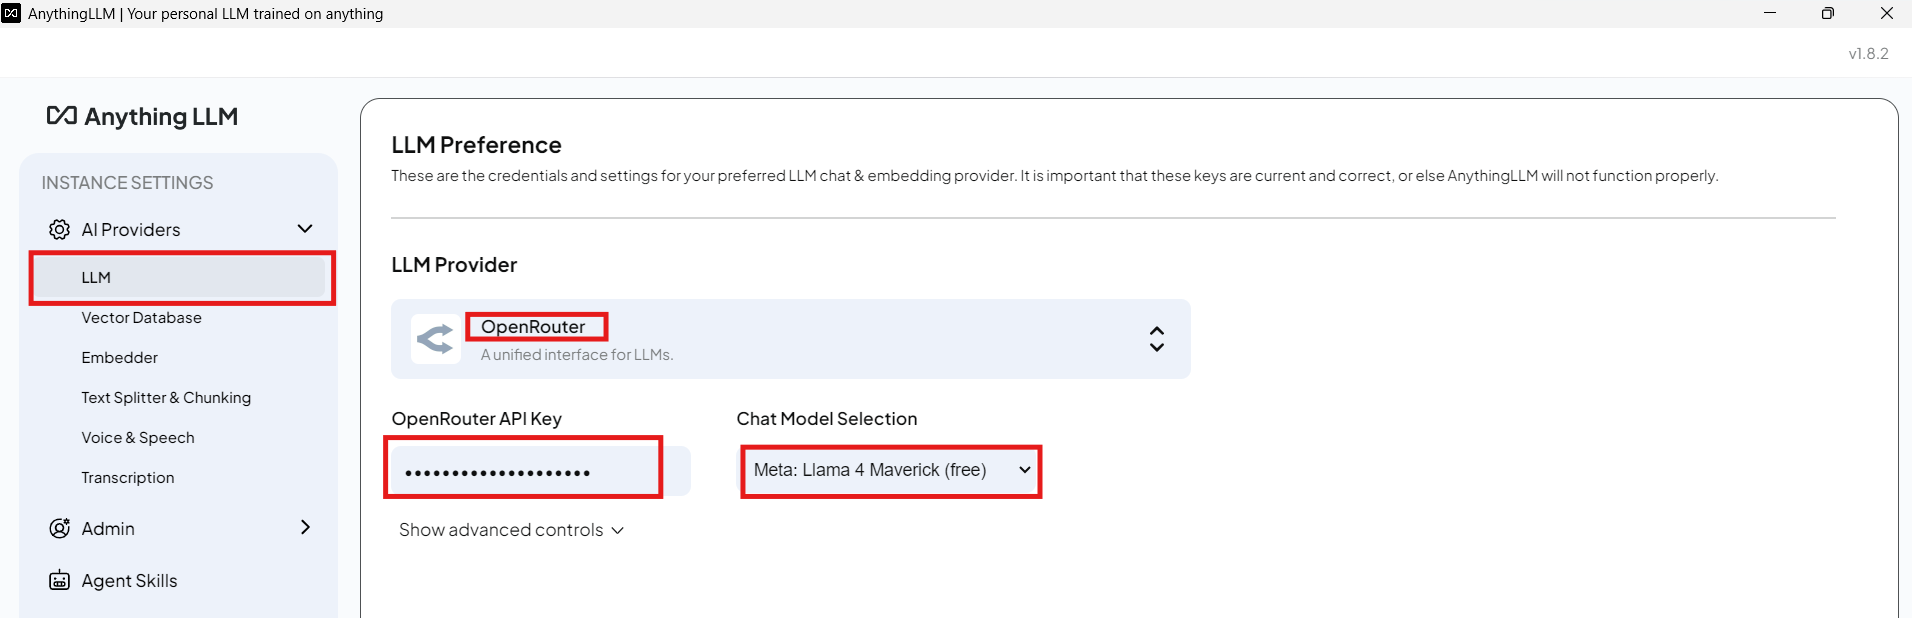 AnythingLLM | Your personal LLM trained on anything
v1.8.2
Anything LLM
INSTANCE SETTINGS
AI Providers
LLM
Vector Database
Embedder
Text Splitter & Chunking
Voice & Speech
Transcription
Admin
Agent Skills
LLM Preference
These are the credentials and settings for your preferred LLM chat & embedding provider. It is important that these keys are current and correct, or else AnythingLLM will not function properly.
LLM Provider
OpenRouter
A unified interface for LLMs.
OpenRouter API Key
••••••••••••••••••••
Chat Model Selection
Meta: Llama 4 Maverick (free)
Show advanced controls